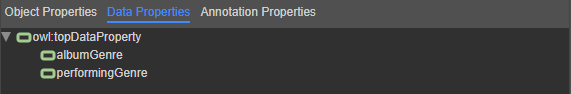 Object Properties Data Properties Annotation Properties
owl:topDataProperty
albumGenre
performingGenre